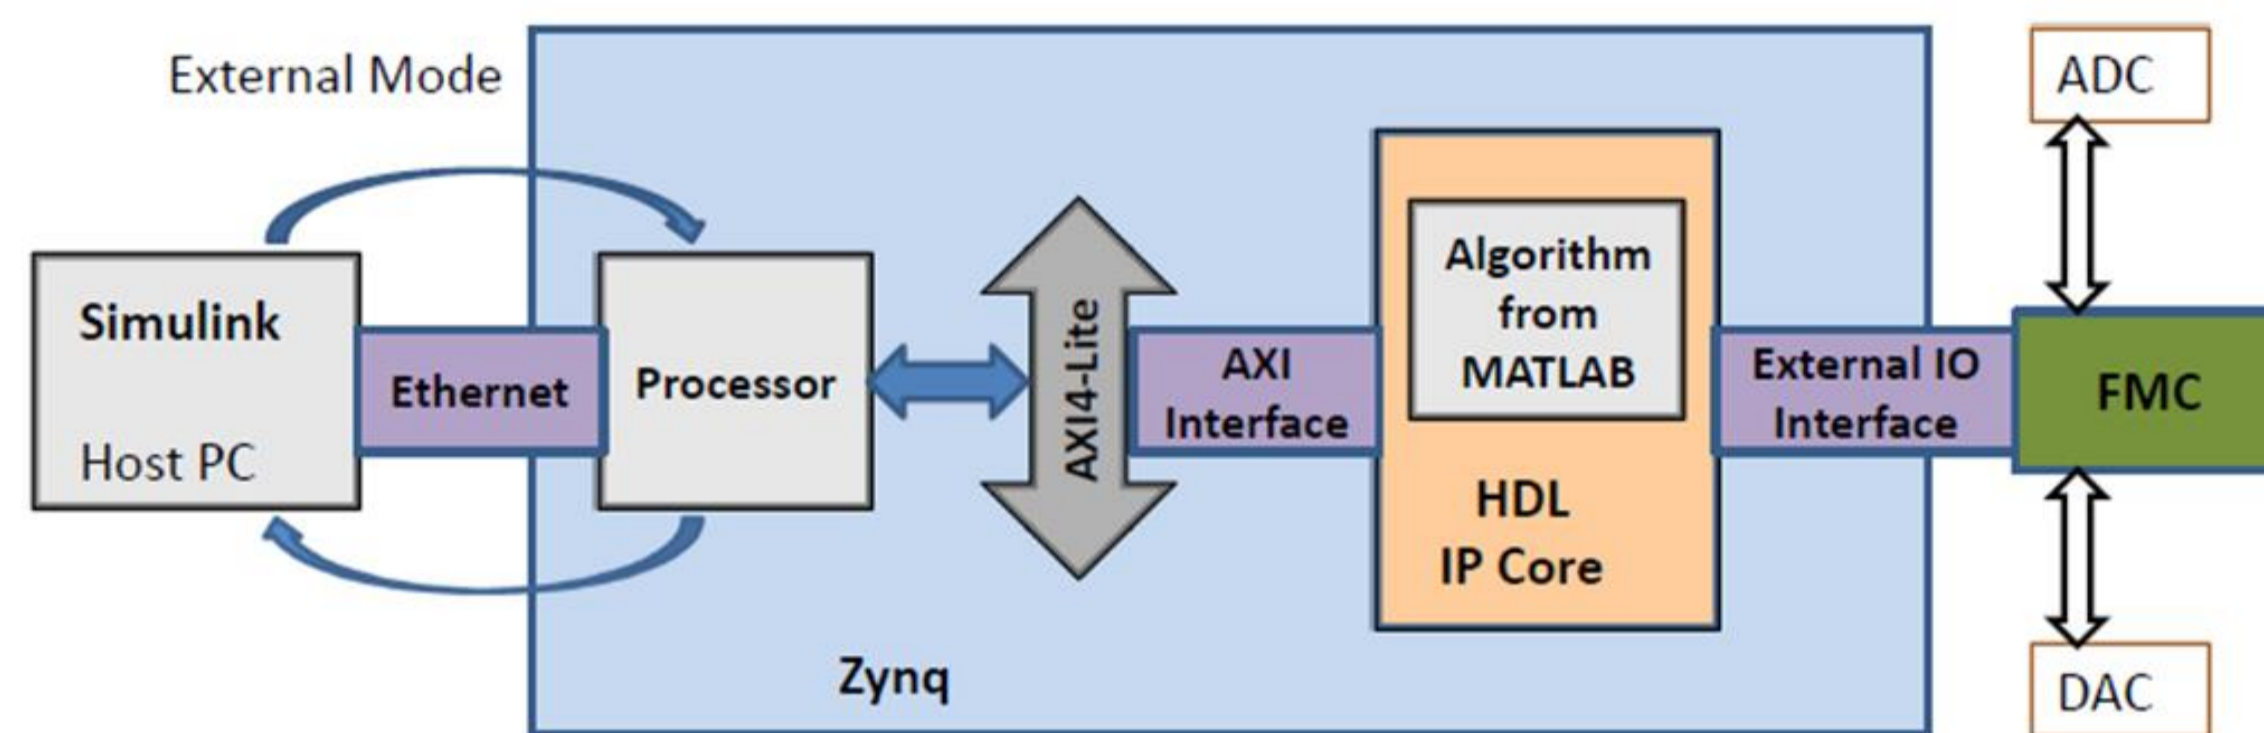 External Mode
ADC
Simulink
Host PC
Ethernet
Processor
AXI4-Lite
AXI
Interface
Algorithm
from
MATLAB
HDL
IP Core
External IO
Interface
FMC
Zynq
DAC